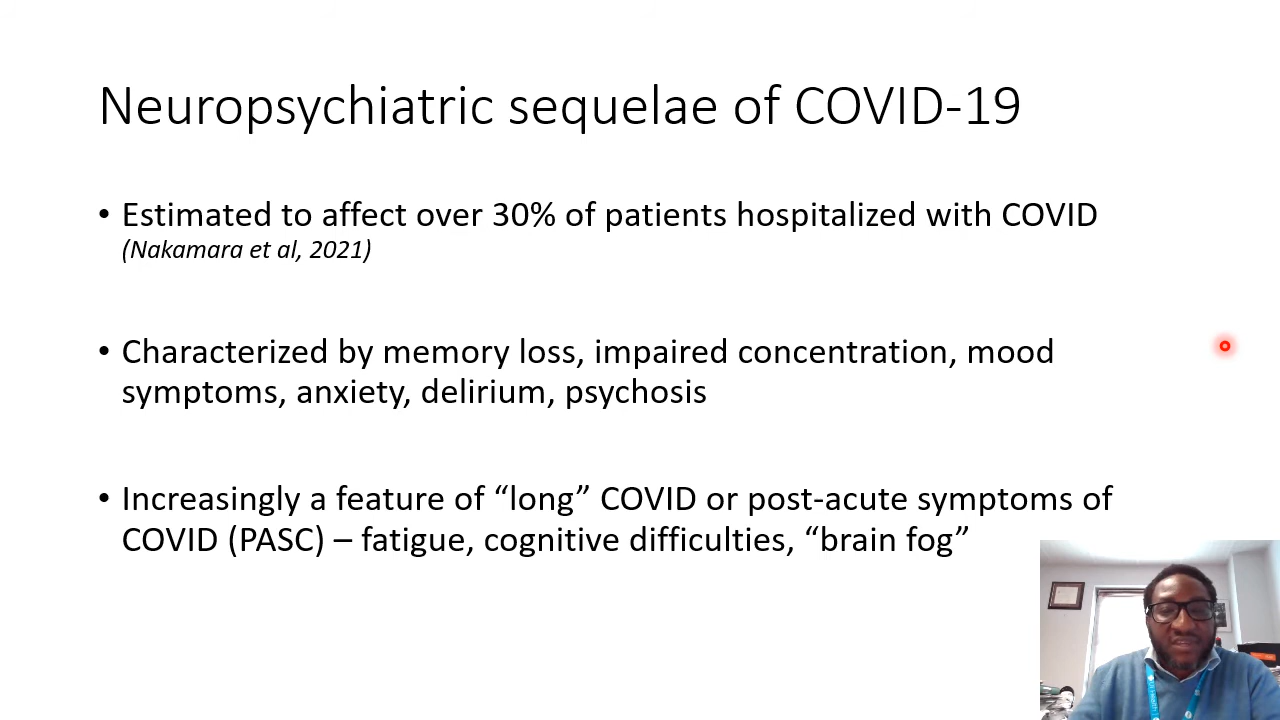 Neuropsychiatric sequelae of COVID-19
• Estimated to affect over 30% of patients hospitalized with COVID
(Nakamara et al, 2021)
• Characterized by memory loss, impaired concentration, mood
symptoms, anxiety, delirium, psychosis
• Increasingly a feature of “long” COVID or post-acute symptoms of
COVID (PASC) – fatigue, cognitive difficulties, “brain fog”